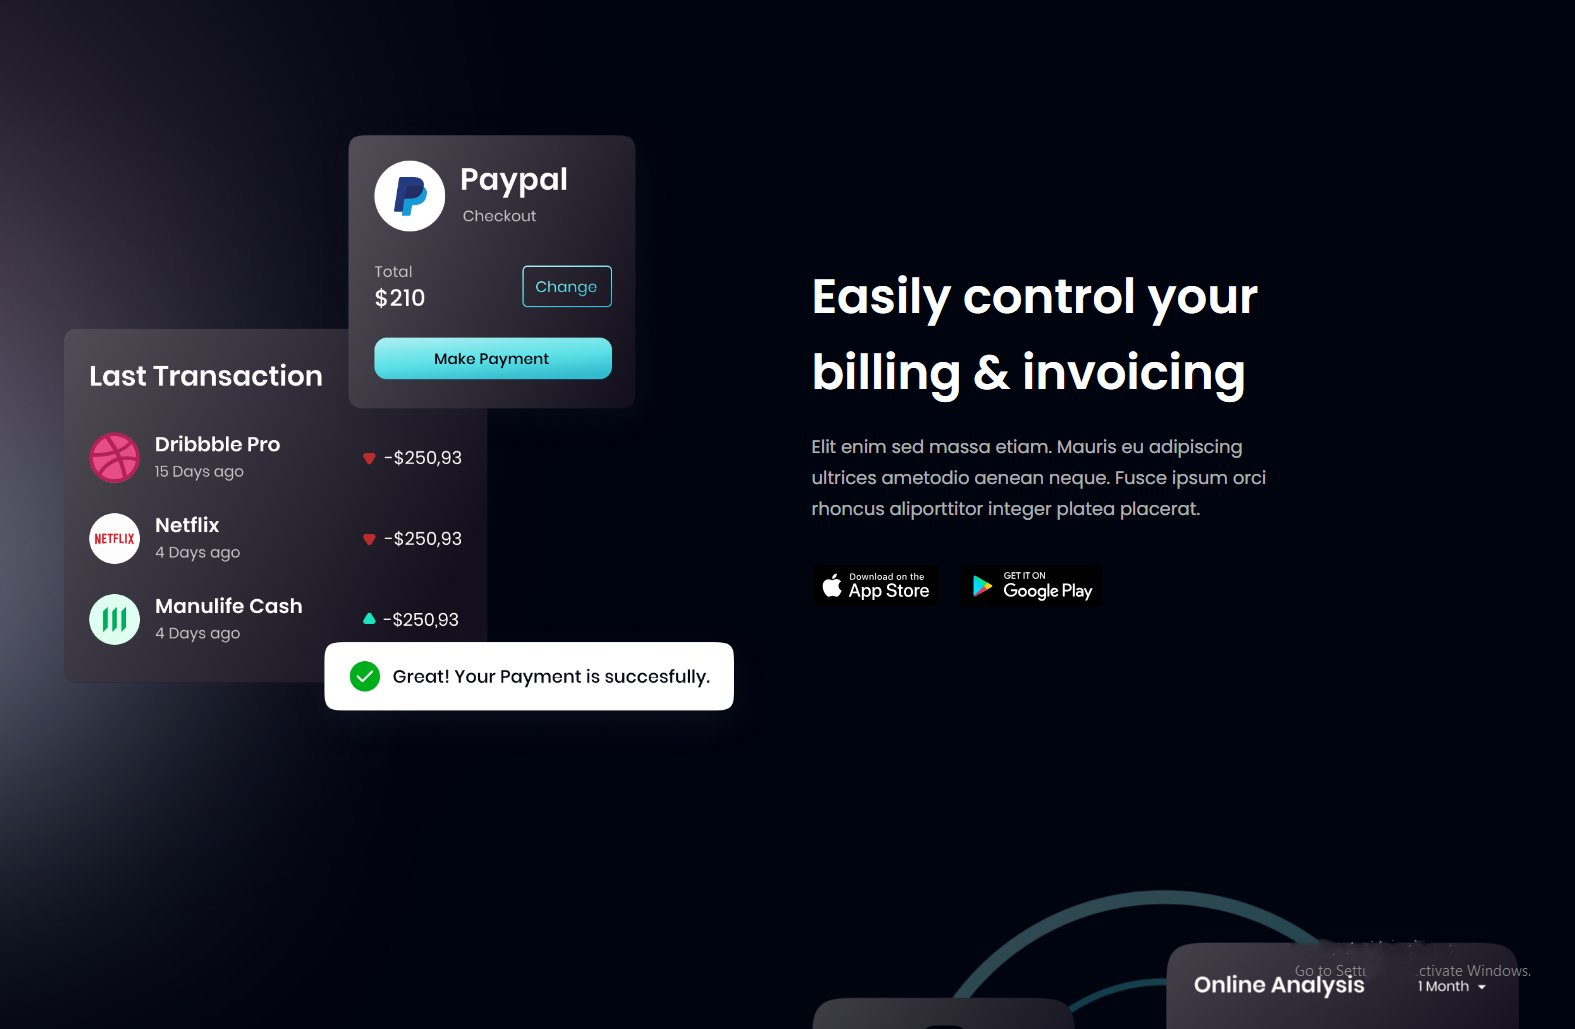 Paypal
Checkout
Total
$210
Change
Make Payment
Last Transaction
Dribbble Pro
15 Days ago
-$250,93
NETFLIX
Netflix
4 Days ago
-$250,93
Manulife Cash
4 Days ago
-$250,93
Great! Your Payment is succesfully.
Easily control your
billing & invoicing
Elit enim sed massa etiam. Mauris eu adipiscing
ultrices ametodio aenean neque. Fusce ipsum orci
rhoncus aliporttitor integer platea placerat.
Download on the
App Store
GET IT ON
Google Play
Go to Windows.
Online Analysis
1 Month